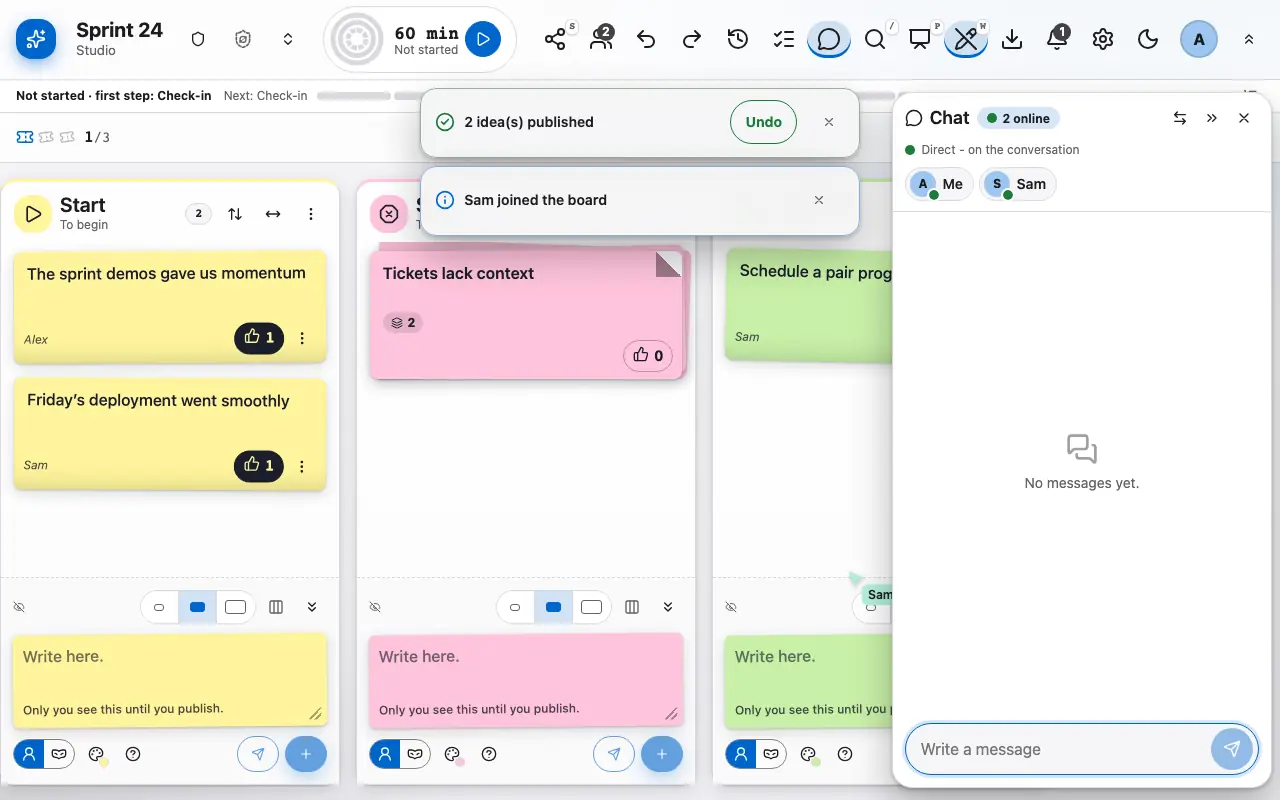 Sprint 24
Studio
60 min
Not started
S
2
/
P
W
1
A
Not started · first step: Check-in
Next: Check-in
1/3
2 idea(s) published
Undo
Sam joined the board
Chat
2 online
Direct - on the conversation
A Me
S Sam
No messages yet.
Write a message
Start
To begin
2
The sprint demos gave us momentum
Alex
1
Friday’s deployment went smoothly
Sam
1
Write here.
Only you see this until you publish.
Tickets lack context
2
0
Write here.
Only you see this until you publish.
Schedule a pair prog
Sam
Sam
Write here.
Only you see this until you